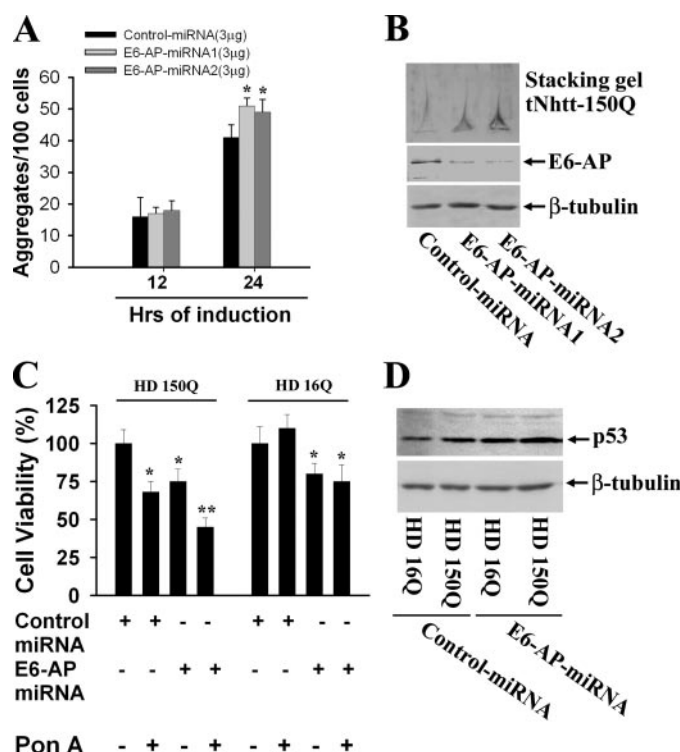 A
Control-miRNA(3μg)
E6-AP-miRNA1(3μg)
E6-AP-miRNA2(3μg)
Aggregates/100 cells
60
50
40
30
20
10
0
* *
12 24
Hrs of induction
B
Stacking gel
tNhtt-150Q
E6-AP
β-tubulin
Control-miRNA
E6-AP-miRNA1
E6-AP-miRNA2
C
HD 150Q HD 16Q
Cell Viability (%)
125
100
75
50
25
0
* * ** * *
Control miRNA + + - - + + - -
E6-AP miRNA - - + + - - + +
Pon A - + - + - + - +
D
p53
β-tubulin
HD 16Q
HD 150Q
HD 16Q
HD 150Q
Control-miRNA
E6-AP-miRNA